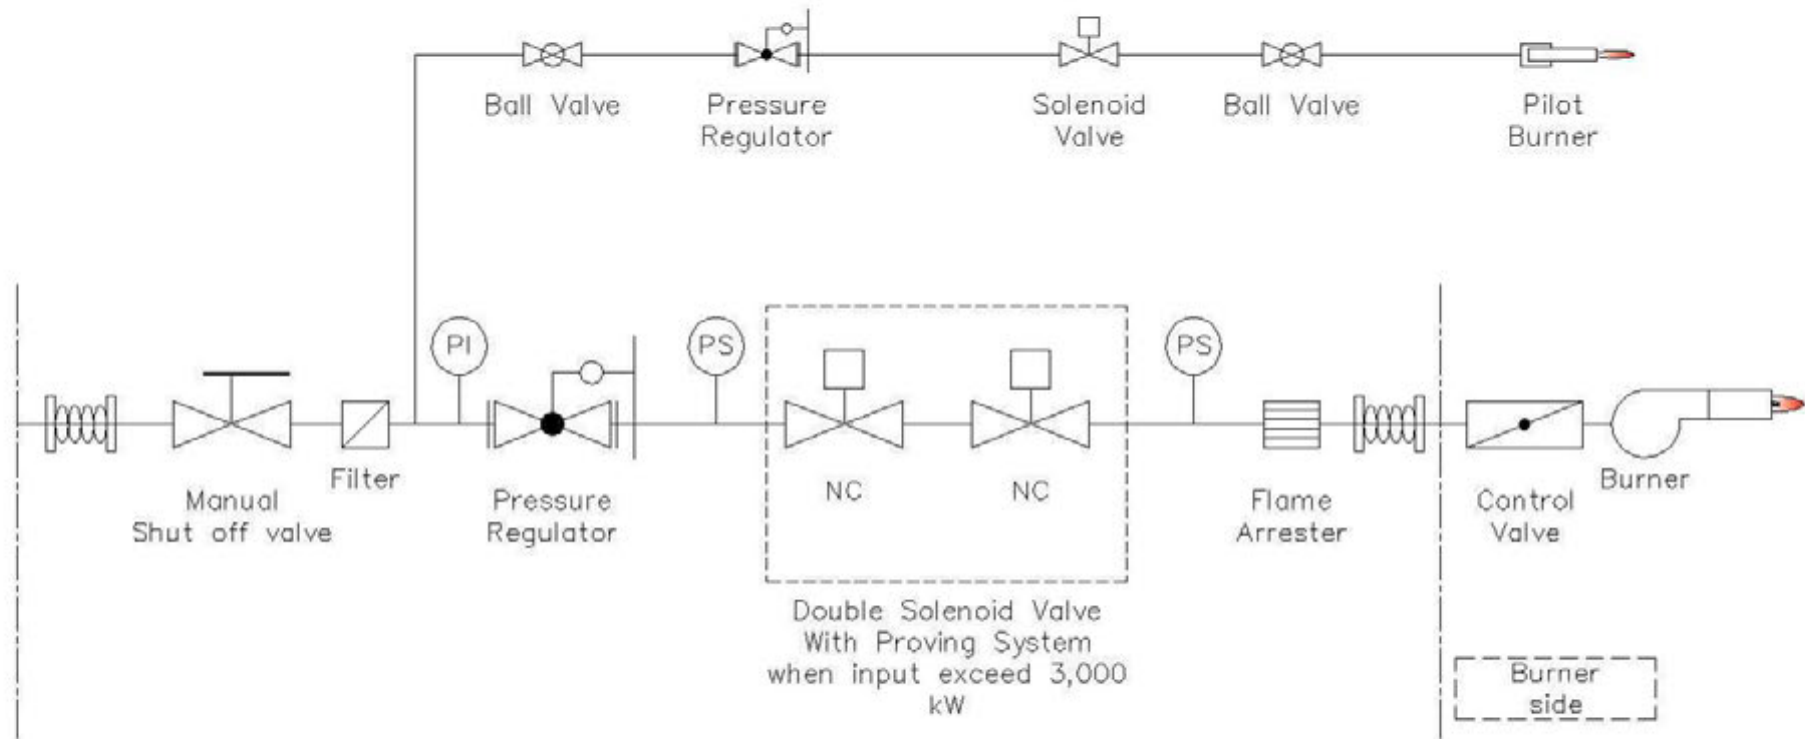 Ball Valve
Pressure
Regulator
Solenoid
Valve
Ball Valve
Pilot
Burner
PI
PS
PS
Manual
Shut off valve
Filter
Pressure
Regulator
NC
NC
Flame
Arrester
Control
Valve
Burner
Double Solenoid Valve
With Proving System
when input exceed 3,000
kW
Burner
side